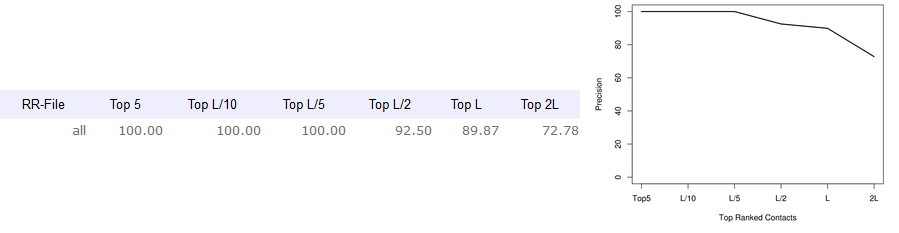 RR-File Top 5 Top L/10 Top L/5 Top L/2 Top L Top 2L
all 100.00 100.00 100.00 92.50 89.87 72.78
Precision
100
80
60
40
20
0
Top5 L/10 L/5 L/2 L 2L
Top Ranked Contacts